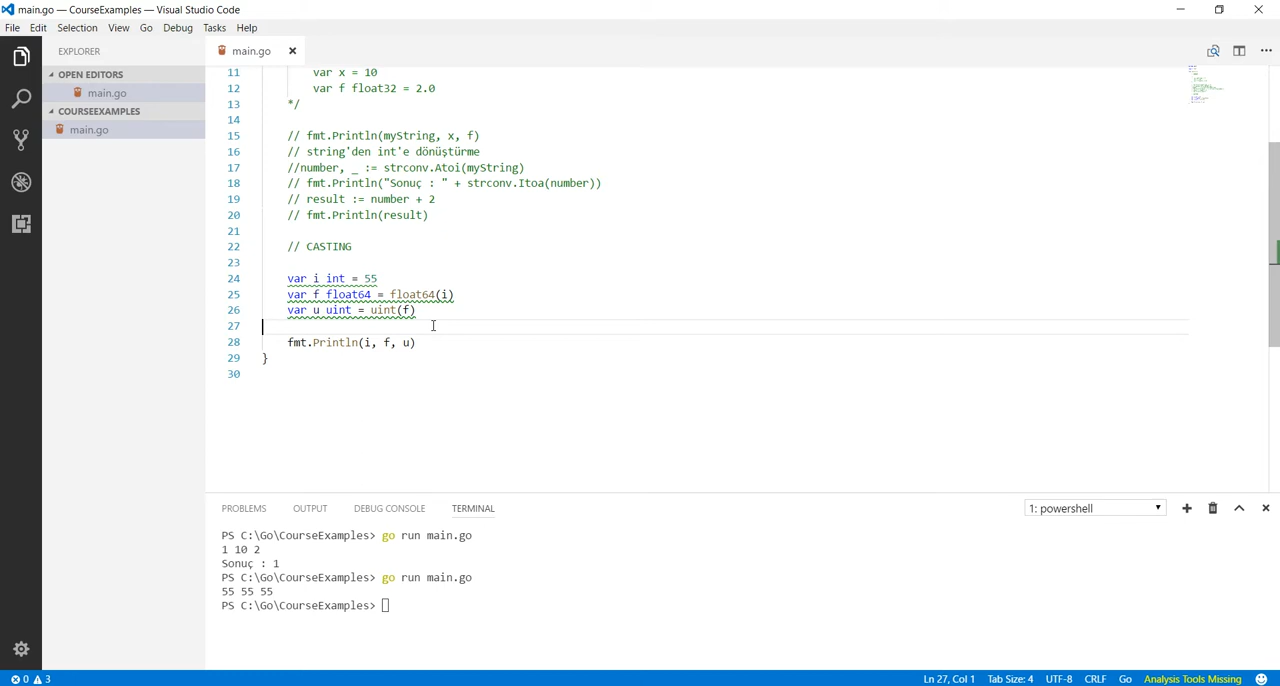 main.go — CourseExamples — Visual Studio Code
File Edit Selection View Go Debug Tasks Help
EXPLORER
main.go
OPEN EDITORS
main.go
COURSEEXAMPLES
main.go
11 var x = 10
12 var f float32 = 2.0
13 */
14
15 // fmt.Println(myString, x, f)
16 // string'den int'e dönüştürme
17 //number, _ := strconv.Atoi(myString)
18 // fmt.Println("Sonuç : " + strconv.Itoa(number))
19 // result := number + 2
20 // fmt.Println(result)
21
22 // CASTING
23
24 var i int = 55
25 var f float64 = float64(i)
26 var u uint = uint(f)
27
28 fmt.Println(i, f, u)
29 }
30
PROBLEMS OUTPUT DEBUG CONSOLE TERMINAL 1: powershell
PS C:\Go\CourseExamples> go run main.go
1 10 2
Sonuç : 1
PS C:\Go\CourseExamples> go run main.go
55 55 55
PS C:\Go\CourseExamples>
0 3 Ln 27, Col 1 Tab Size: 4 UTF-8 CRLF Go Analysis Tools Missing